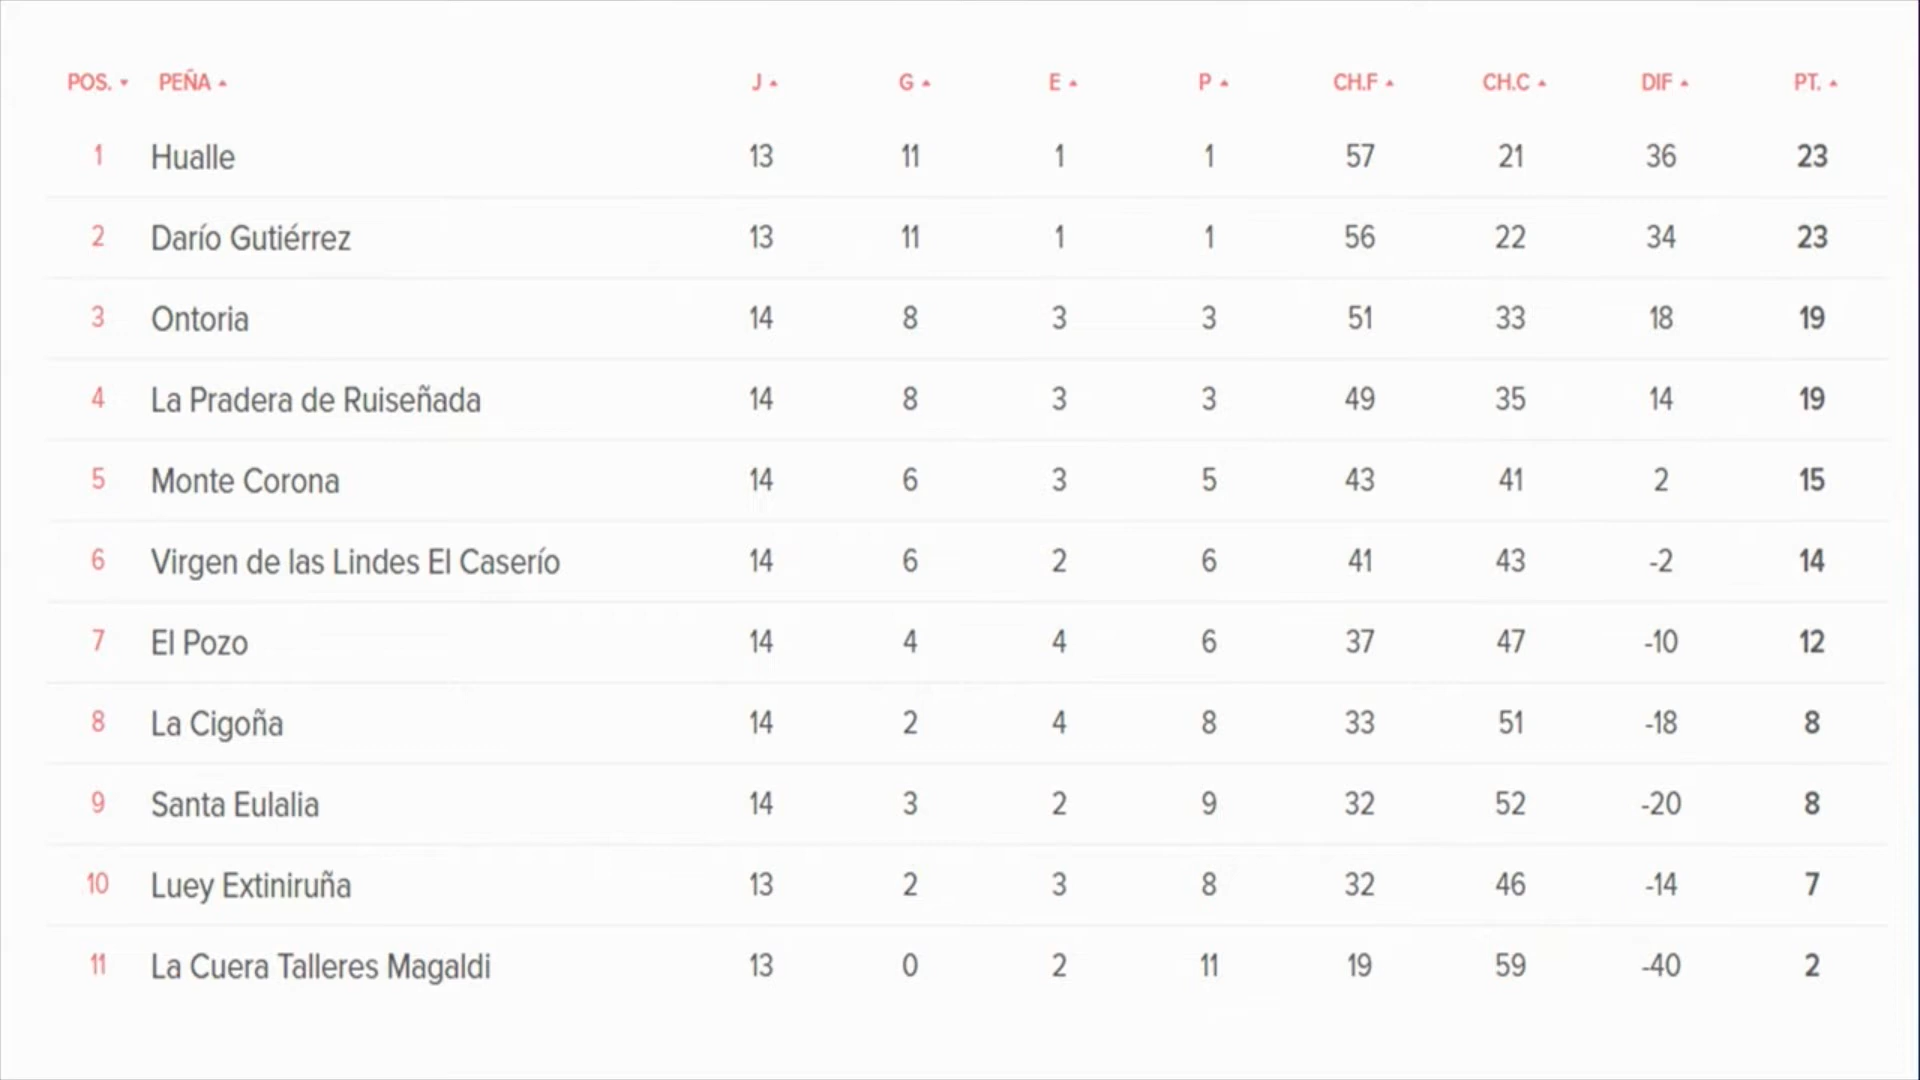 POS. PEÑA J G E P CH.F CH.C DIF PT.
1 Hualle 13 11 1 1 57 21 36 23
2 Darío Gutiérrez 13 11 1 1 56 22 34 23
3 Ontoria 14 8 3 3 51 33 18 19
4 La Pradera de Ruiseñada 14 8 3 3 49 35 14 19
5 Monte Corona 14 6 3 5 43 41 2 15
6 Virgen de las Lindes El Caserío 14 6 2 6 41 43 -2 14
7 El Pozo 14 4 4 6 37 47 -10 12
8 La Cigoña 14 2 4 8 33 51 -18 8
9 Santa Eulalia 14 3 2 9 32 52 -20 8
10 Luey Extiniruña 13 2 3 8 32 46 -14 7
11 La Cuera Talleres Magaldi 13 0 2 11 19 59 -40 2